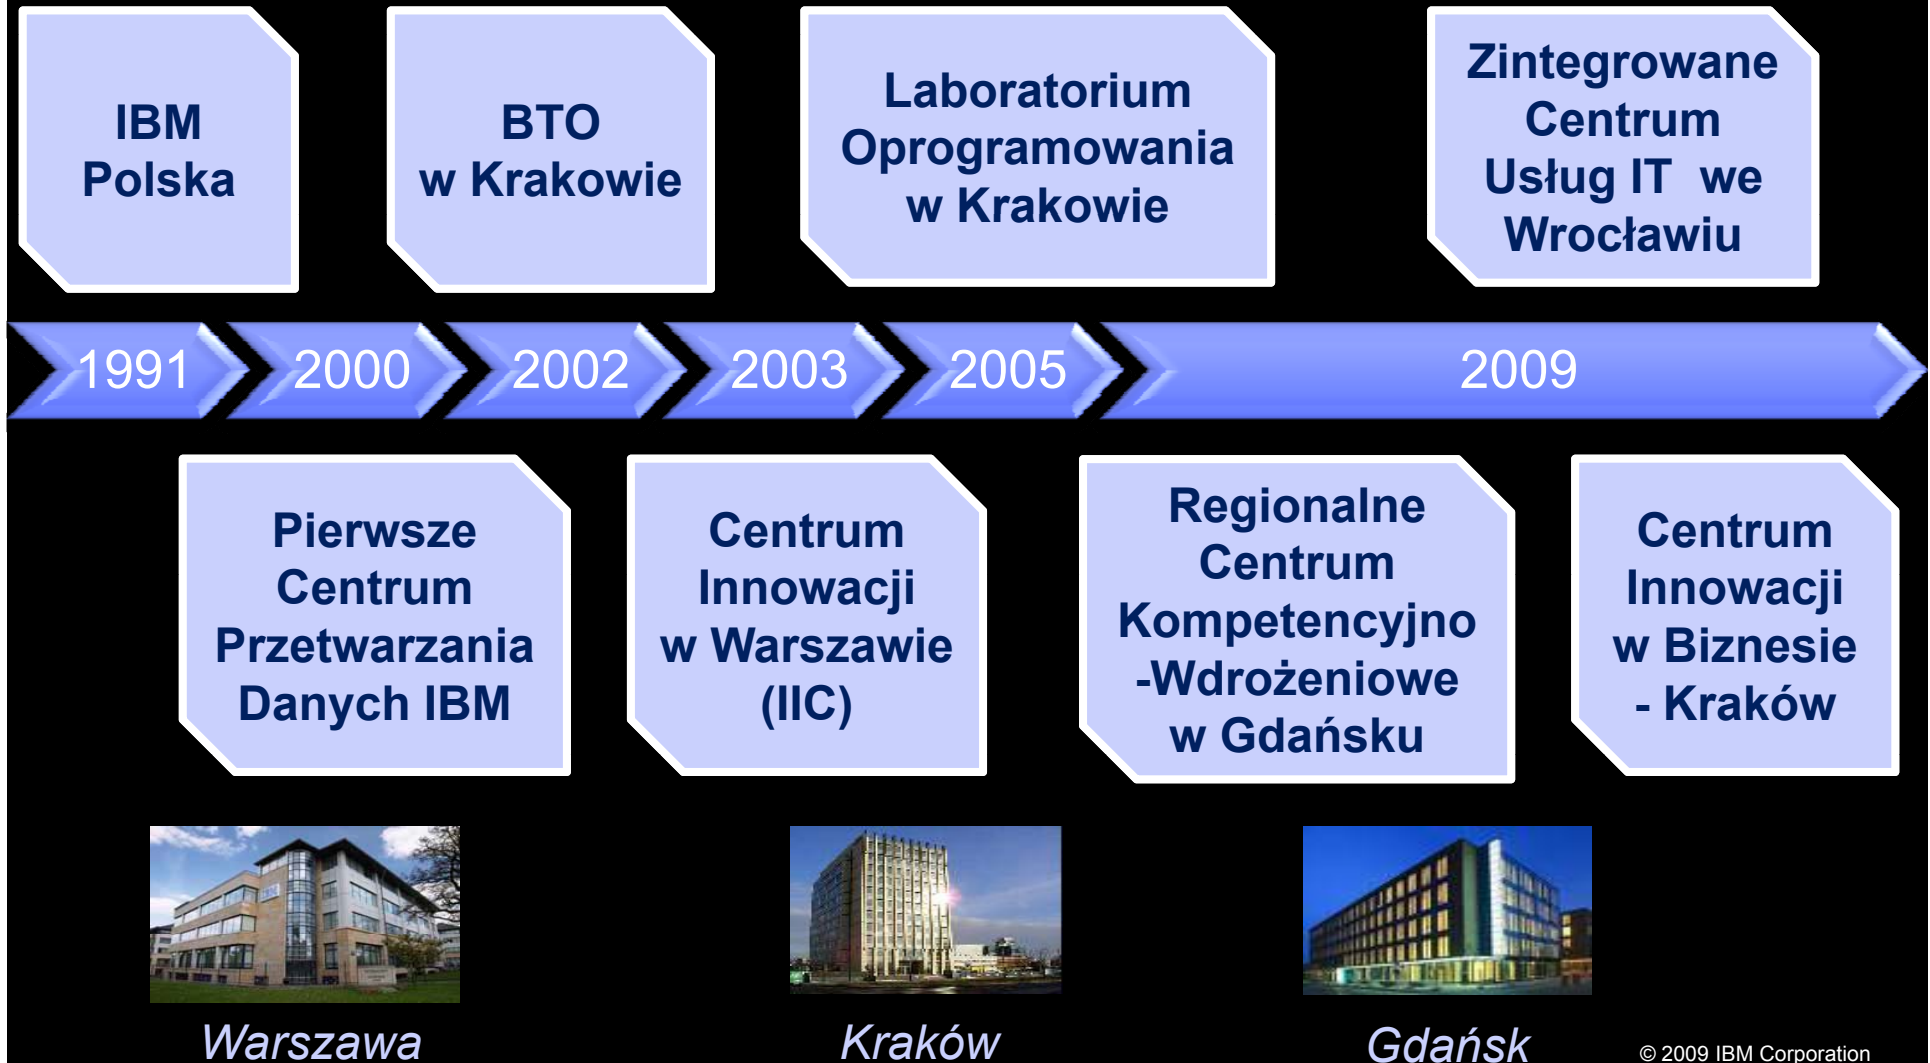 IBM
Polska
BTO
w Krakowie
Laboratorium
Oprogramowania
w Krakowie
Zintegrowane
Centrum
Usług IT we
Wrocławiu
1991
2000
2002
2003
2005
2009
Pierwsze
Centrum
Przetwarzania
Danych IBM
Centrum
Innowacji
w Warszawie
(IIC)
Regionalne
Centrum
Kompetencyjno
-Wdrożeniowe
w Gdańsku
Centrum
Innowacji
w Biznesie
- Kraków
IBM
Warszawa
Kraków
Gdańsk
© 2009 IBM Corporation